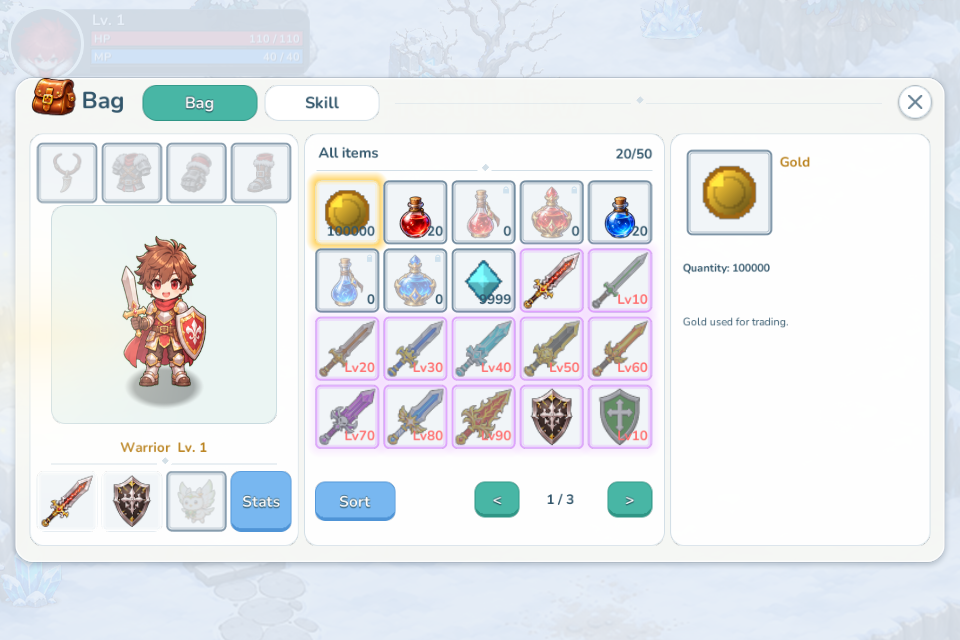 Lv. 1
HP 110 / 110
MP 40 / 40
Bag
Bag
Skill
All items
20/50
100000
20
0
0
20
0
0
9999
Lv10
Lv20
Lv30
Lv40
Lv50
Lv60
Lv70
Lv80
Lv90
Lv10
Warrior Lv. 1
Stats
Sort
<
1 / 3
>
Gold
Quantity: 100000
Gold used for trading.